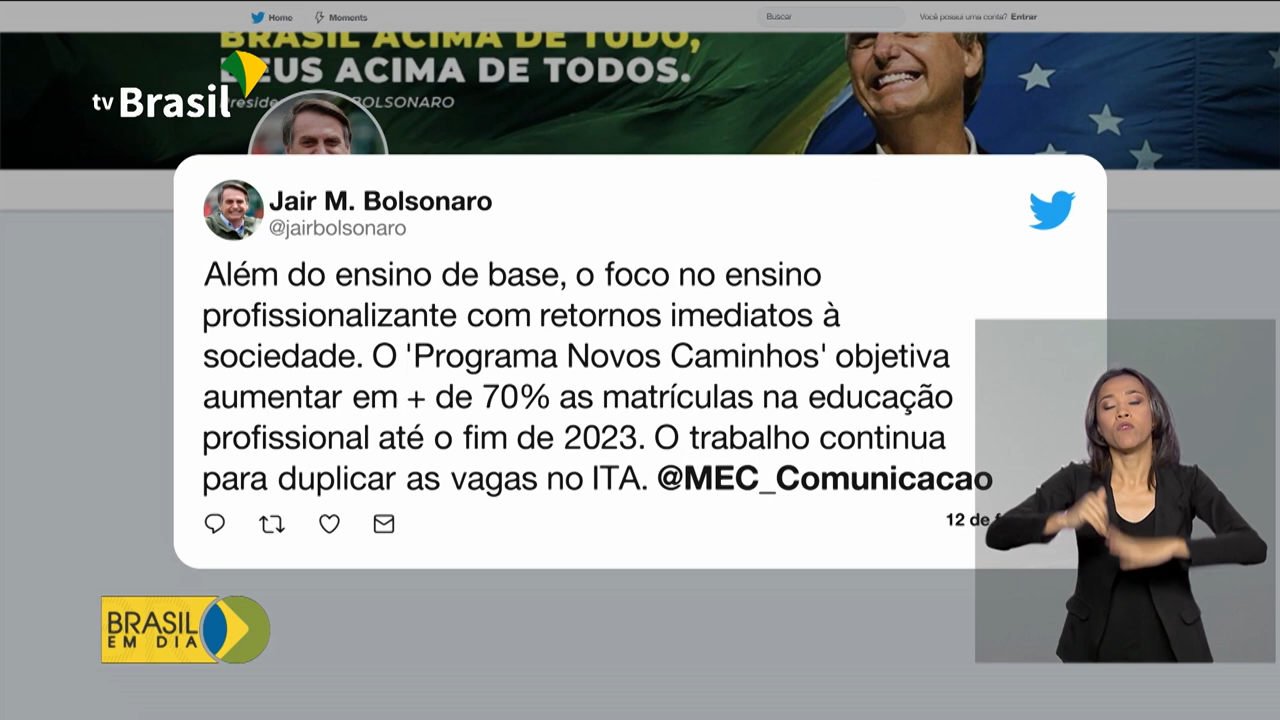 Home Moments Buscar Você possui uma conta? Entrar
BRASIL ACIMA DE TUDO,
DEUS ACIMA DE TODOS.
tv Brasil
BOLSONARO
Jair M. Bolsonaro
@jairbolsonaro
Além do ensino de base, o foco no ensino
profissionalizante com retornos imediatos à
sociedade. O 'Programa Novos Caminhos' objetiva
aumentar em + de 70% as matrículas na educação
profissional até o fim de 2023. O trabalho continua
para duplicar as vagas no ITA. @MEC_Comunicacao
12 de
BRASIL
EM DIA